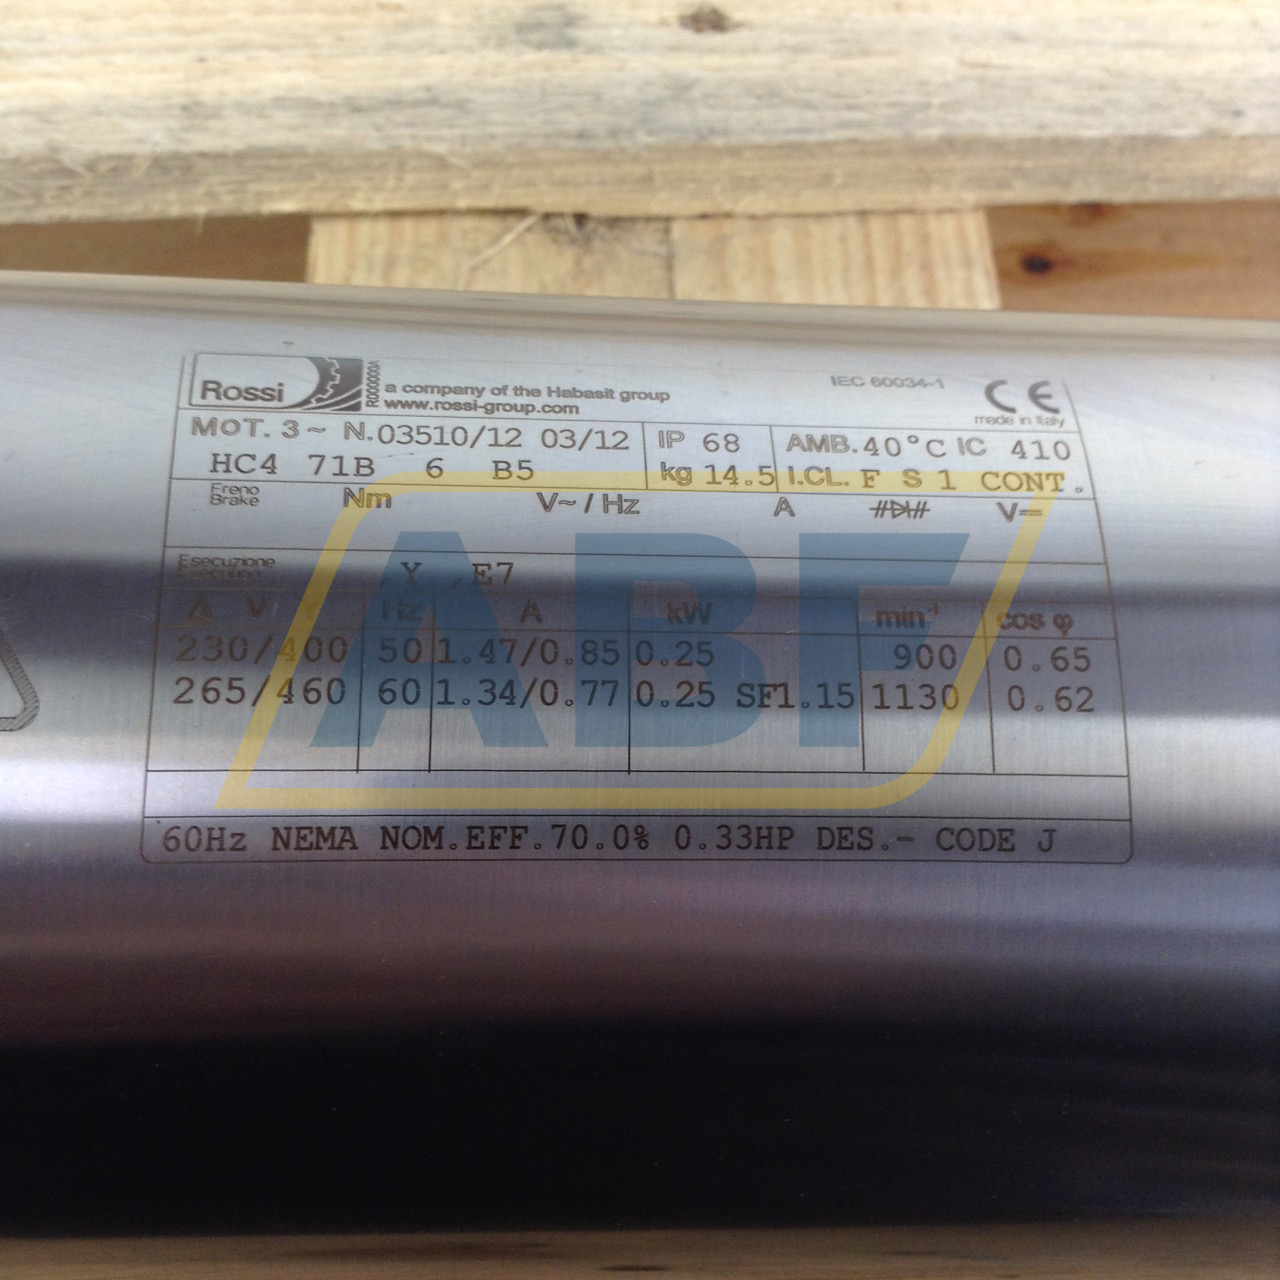 Rossi
R000000V
a company of the Habasit group
www.rossi-group.com
IEC 60034-1
CE
made in Italy
MOT. 3~ N.03510/12 03/12 IP 68 AMB.40°C IC 410
HC4 71B 6 B5 kg 14.5 I.CL. F S 1 CONT.
Freno
Brake
Nm V~/Hz A V=
Esecuzione
,Y ,E7
Δ V Y Hz A kW min-1 cos φ
230/400 50 1.47/0.85 0.25 900 0.65
265/460 60 1.34/0.77 0.25 SF1.15 1130 0.62
60Hz NEMA NOM.EFF.70.0% 0.33HP DES.- CODE J
ABF